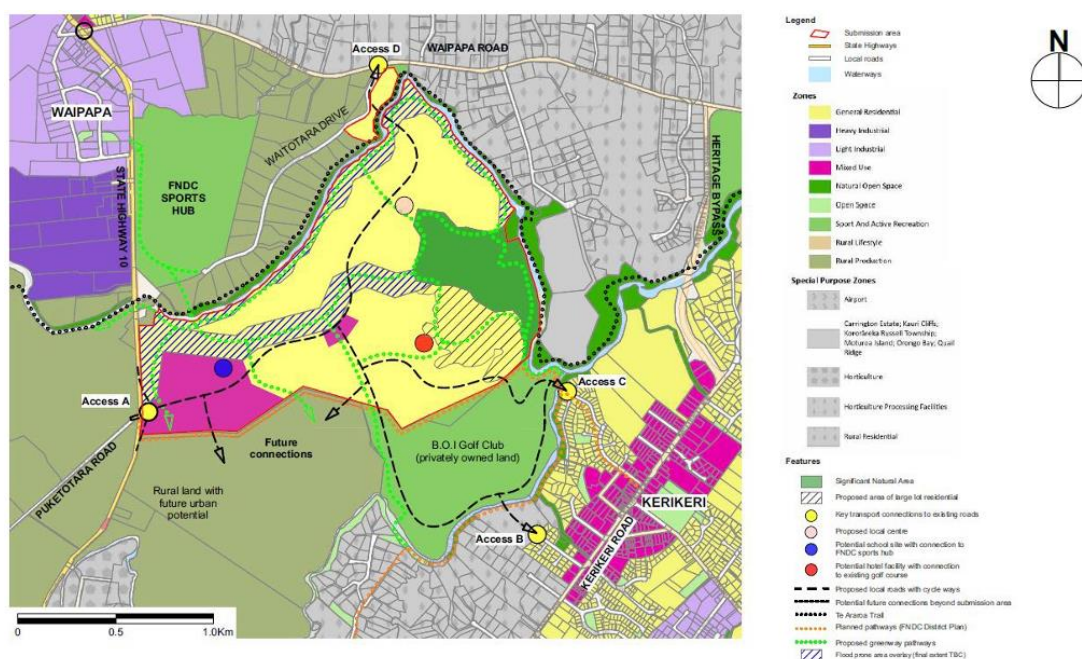 Access D
WAIPAPA ROAD
WAIPAPA
WAITOTARA DRIVE
HERITAGE BYPASS
STATE HIGHWAY 10
FNDC
SPORTS
HUB
Access A
Access C
PUKETOTARA ROAD
Future
connections
B.O.I Golf Club
(privately owned land)
Rural land with
future urban
potential
Access B
KERIKERI
KERIKERI ROAD
0
0.5
1.0Km
N
Legend
Submission area
State Highways
Local roads
Waterways
Zones
General Residential
Heavy Industrial
Light Industrial
Mixed Use
Natural Open Space
Open Space
Sport And Active Recreation
Rural Lifestyle
Rural Production
Special Purpose Zones
Airport
Carrington Estate; Kauri Cliffs;
Kororāreka Russell Township;
Moturoa Island; Orongo Bay; Quail
Ridge
Horticulture
Horticulture Processing Facilities
Rural Residential
Features
Significant Natural Area
Proposed area of large lot residential
Key transport connections to existing roads
Proposed local centre
Potential school site with connection to
FNDC sports hub
Potential hotel facility with connection
to existing golf course
Proposed local roads with cycle ways
Potential future connections beyond submission area
Te Araroa Trail
Planned pathways (FNDC District Plan)
Proposed greenway pathways
Flood prone area overlay (final extent TBC)